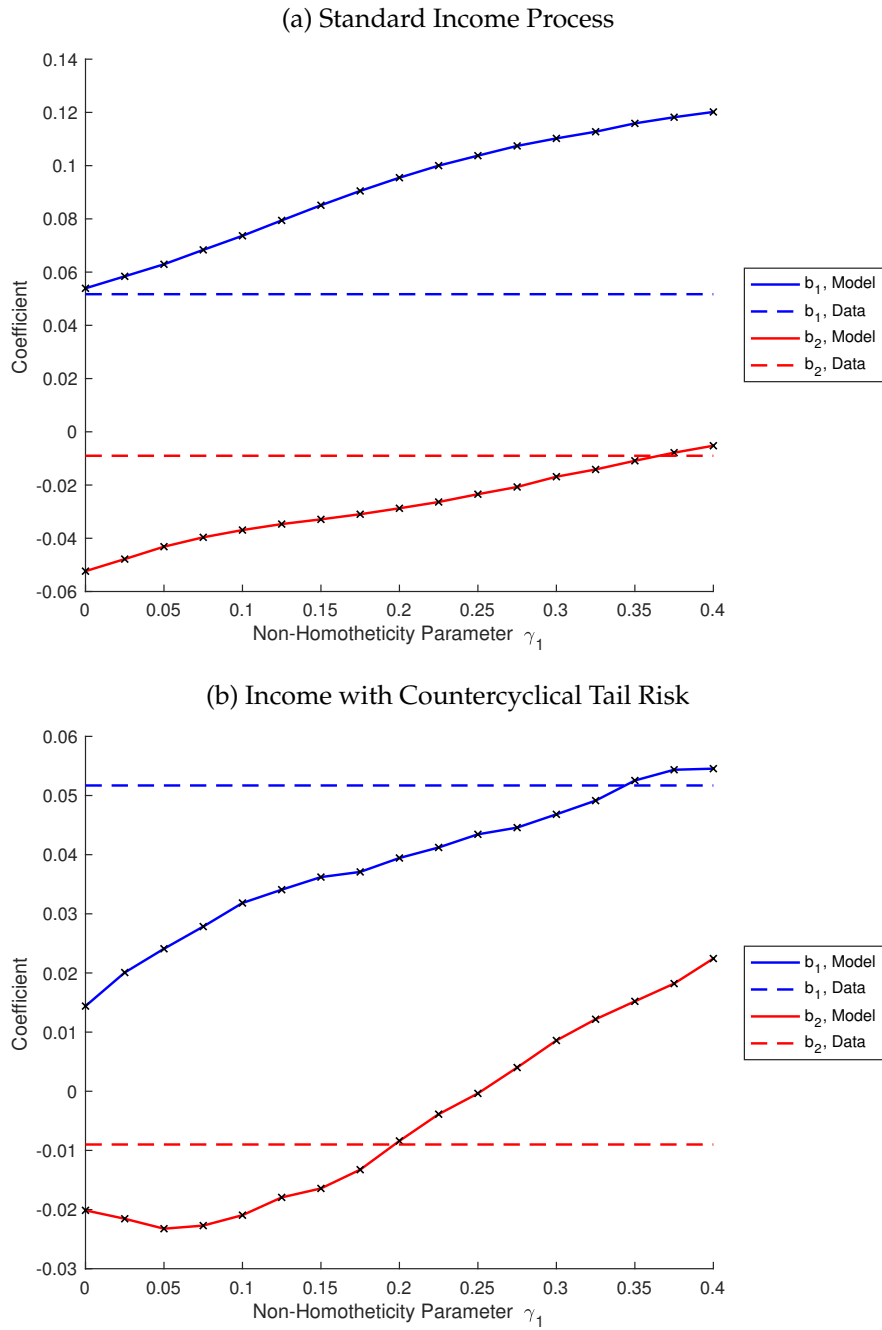 (a) Standard Income Process
0.14
0.12
0.1
0.08
0.06
0.04
0.02
0
-0.02
-0.04
-0.06
Coefficient
0 0.05 0.1 0.15 0.2 0.25 0.3 0.35 0.4
Non-Homotheticity Parameter γ₁
b₁, Model
b₁, Data
b₂, Model
b₂, Data
(b) Income with Countercyclical Tail Risk
0.06
0.05
0.04
0.03
0.02
0.01
0
-0.01
-0.02
-0.03
Coefficient
0 0.05 0.1 0.15 0.2 0.25 0.3 0.35 0.4
Non-Homotheticity Parameter γ₁
b₁, Model
b₁, Data
b₂, Model
b₂, Data